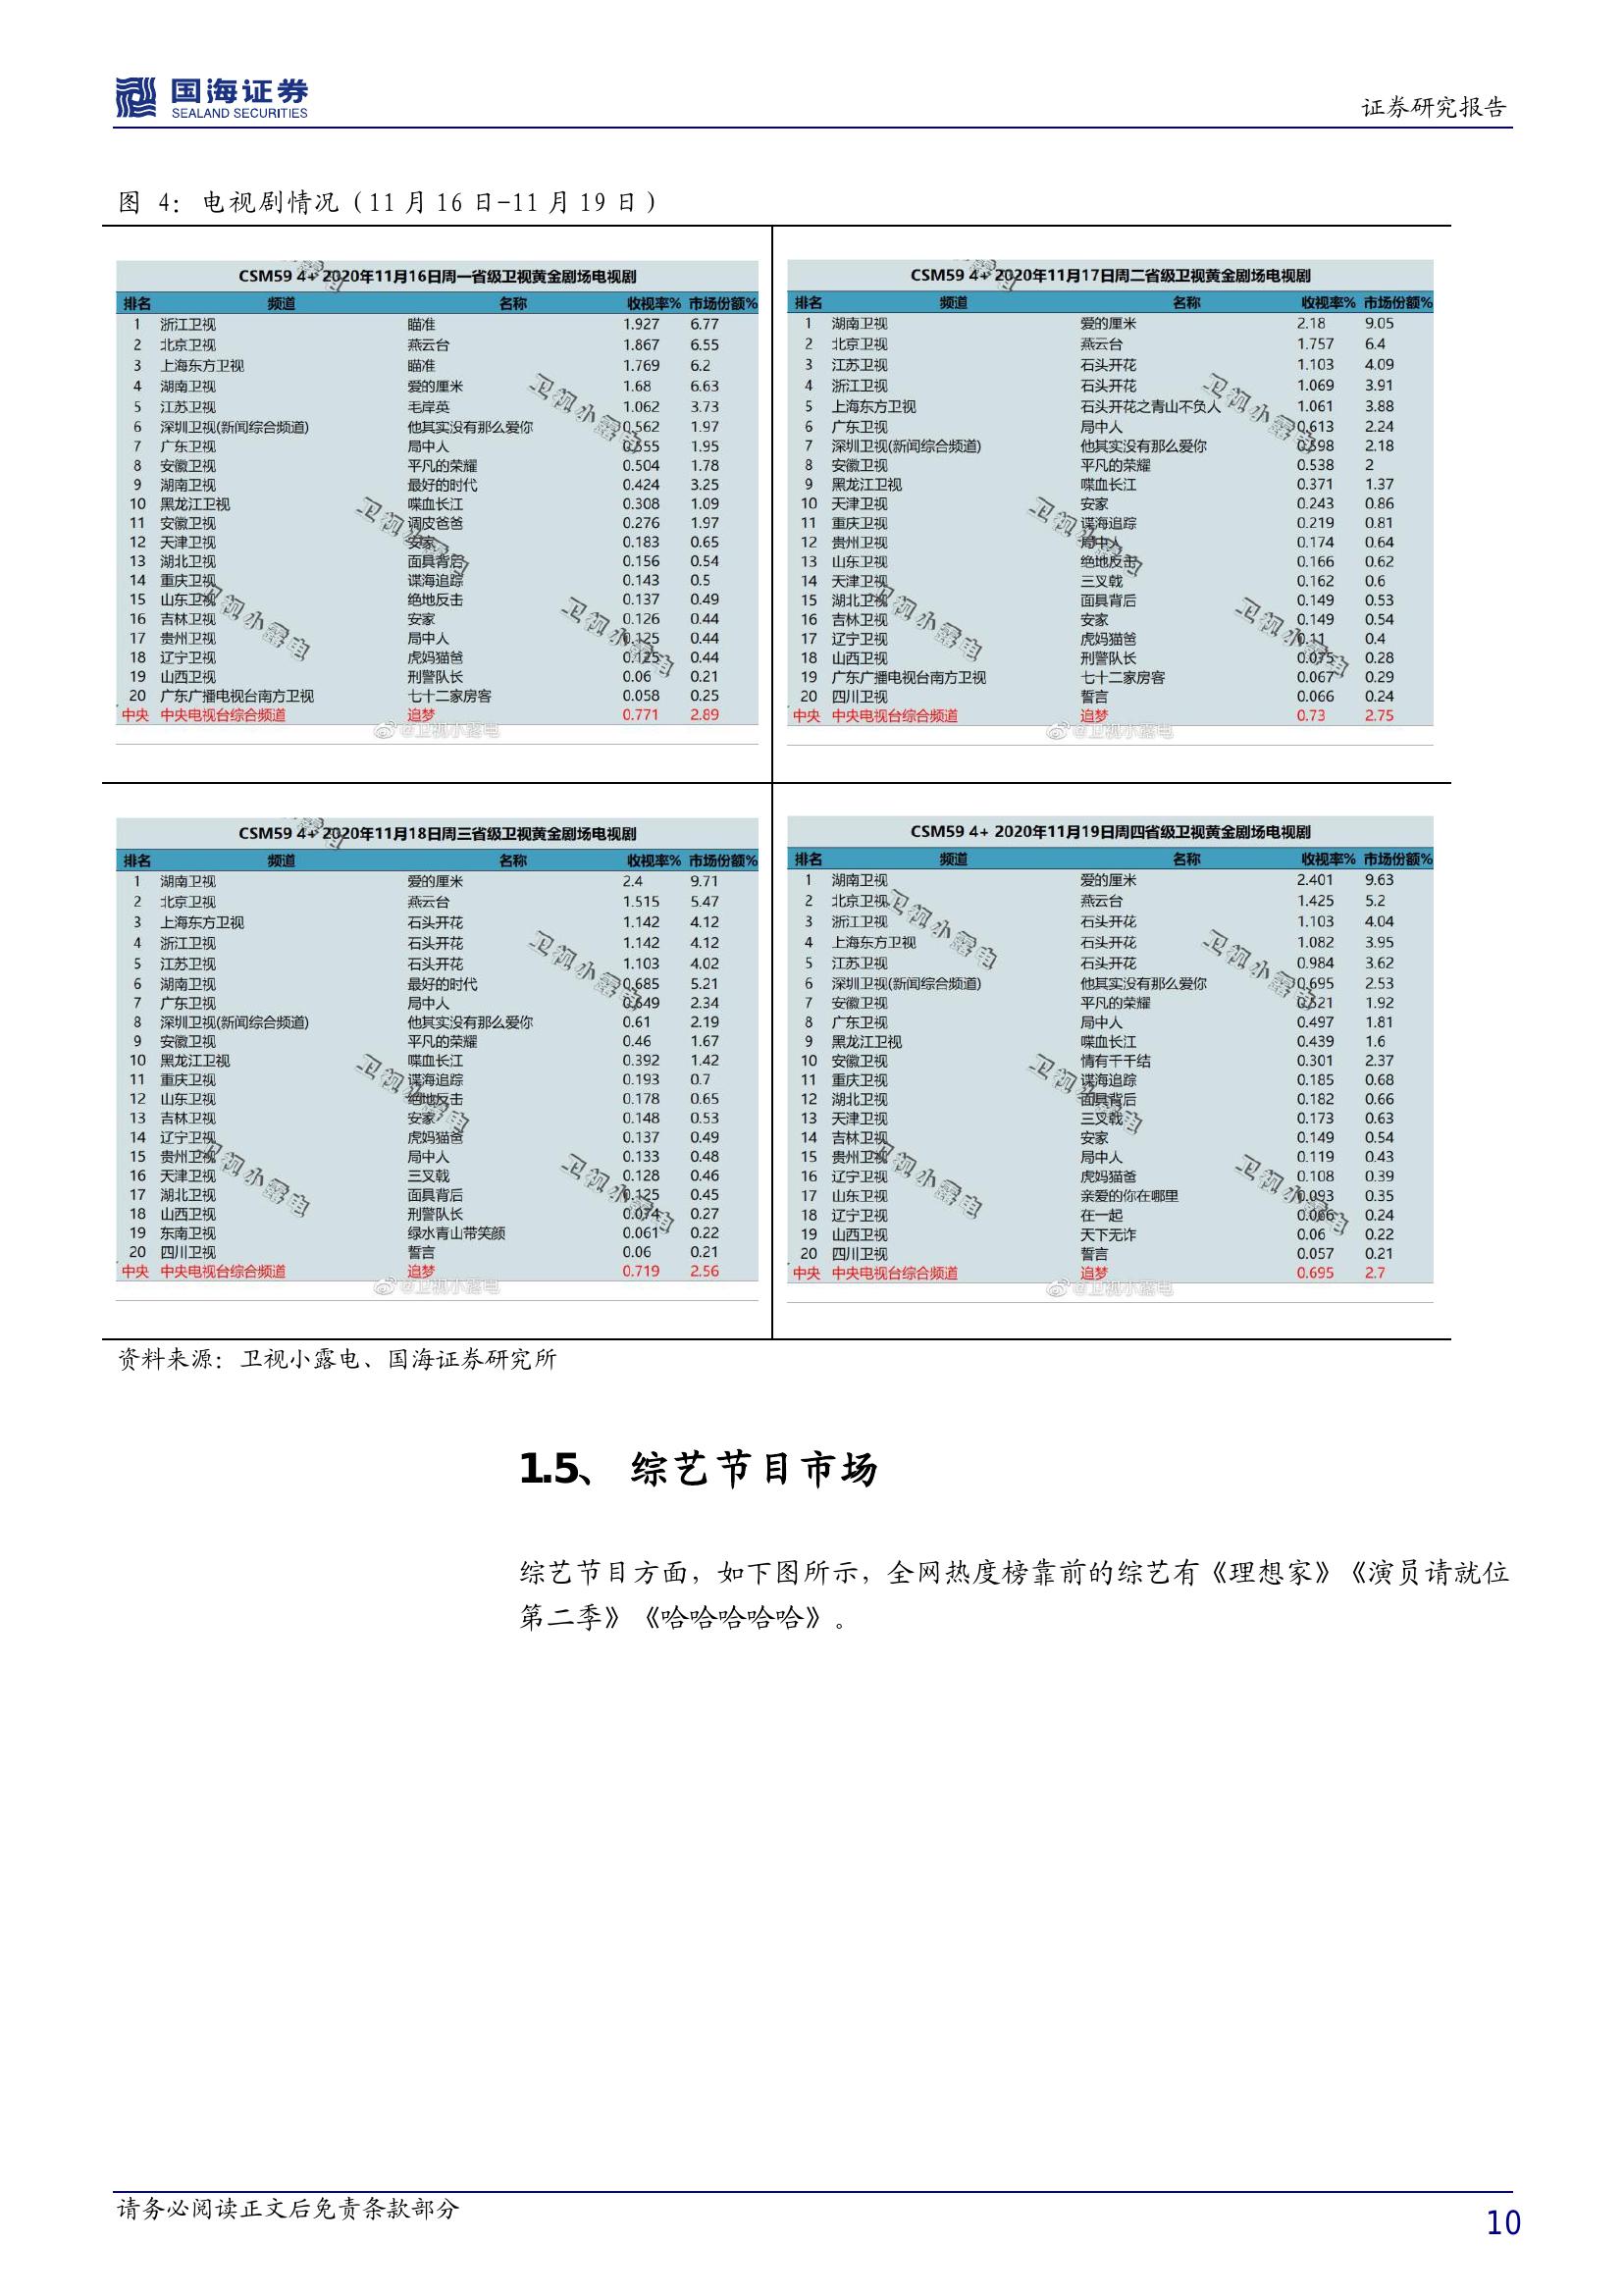 国海证券
SEALAND SECURITIES
证券研究报告
图 4：电视剧情况（11月16日-11月19日）
CSM59 4+ 2020年11月16日周一省级卫视黄金剧场电视剧
排名 频道 名称 收视率% 市场份额%
1 浙江卫视 瞄准 1.927 6.77
2 北京卫视 燕云台 1.867 6.55
3 上海东方卫视 瞄准 1.769 6.2
4 湖南卫视 爱的厘米 1.68 6.63
5 江苏卫视 毛岸英 1.062 3.73
6 深圳卫视(新闻综合频道) 他其实没有那么爱你 0.562 1.97
7 广东卫视 局中人 0.555 1.95
8 安徽卫视 平凡的荣耀 0.504 1.78
9 湖南卫视 最好的时代 0.424 3.25
10 黑龙江卫视 喋血长江 0.308 1.09
11 安徽卫视 调皮爸爸 0.276 1.97
12 天津卫视 安家 0.183 0.65
13 湖北卫视 面具背后 0.156 0.54
14 重庆卫视 谍海追踪 0.143 0.5
15 山东卫视 绝地反击 0.137 0.49
16 吉林卫视 安家 0.126 0.44
17 贵州卫视 局中人 0.125 0.44
18 辽宁卫视 虎妈猫爸 0.125 0.44
19 山西卫视 刑警队长 0.06 0.21
20 广东广播电视台南方卫视 七十二家房客 0.058 0.25
中央 中央电视台综合频道 追梦 0.771 2.89
@卫视小露电
CSM59 4+ 2020年11月17日周二省级卫视黄金剧场电视剧
排名 频道 名称 收视率% 市场份额%
1 湖南卫视 爱的厘米 2.18 9.05
2 北京卫视 燕云台 1.757 6.4
3 江苏卫视 石头开花 1.103 4.09
4 浙江卫视 石头开花 1.069 3.91
5 上海东方卫视 石头开花之青山不负人 1.061 3.88
6 广东卫视 局中人 0.613 2.24
7 深圳卫视(新闻综合频道) 他其实没有那么爱你 0.598 2.18
8 安徽卫视 平凡的荣耀 0.538 2
9 黑龙江卫视 喋血长江 0.371 1.37
10 天津卫视 安家 0.243 0.86
11 重庆卫视 谍海追踪 0.219 0.81
12 贵州卫视 局中人 0.174 0.64
13 山东卫视 绝地反击 0.166 0.62
14 天津卫视 三叉戟 0.162 0.6
15 湖北卫视 面具背后 0.149 0.53
16 吉林卫视 安家 0.149 0.54
17 辽宁卫视 虎妈猫爸 0.11 0.4
18 山西卫视 刑警队长 0.075 0.28
19 广东广播电视台南方卫视 七十二家房客 0.067 0.29
20 四川卫视 誓言 0.066 0.24
中央 中央电视台综合频道 追梦 0.73 2.75
@卫视小露电
CSM59 4+ 2020年11月18日周三省级卫视黄金剧场电视剧
排名 频道 名称 收视率% 市场份额%
1 湖南卫视 爱的厘米 2.4 9.71
2 北京卫视 燕云台 1.515 5.47
3 上海东方卫视 石头开花 1.142 4.12
4 浙江卫视 石头开花 1.142 4.12
5 江苏卫视 石头开花 1.103 4.02
6 湖南卫视 最好的时代 0.685 5.21
7 广东卫视 局中人 0.649 2.34
8 深圳卫视(新闻综合频道) 他其实没有那么爱你 0.61 2.19
9 安徽卫视 平凡的荣耀 0.46 1.67
10 黑龙江卫视 喋血长江 0.392 1.42
11 重庆卫视 谍海追踪 0.193 0.7
12 山东卫视 绝地反击 0.178 0.65
13 吉林卫视 安家 0.148 0.53
14 辽宁卫视 虎妈猫爸 0.137 0.49
15 贵州卫视 局中人 0.133 0.48
16 天津卫视 三叉戟 0.128 0.46
17 湖北卫视 面具背后 0.125 0.45
18 山西卫视 刑警队长 0.074 0.27
19 东南卫视 绿水青山带笑颜 0.061 0.22
20 四川卫视 誓言 0.06 0.21
中央 中央电视台综合频道 追梦 0.719 2.56
@卫视小露电
CSM59 4+ 2020年11月19日周四省级卫视黄金剧场电视剧
排名 频道 名称 收视率% 市场份额%
1 湖南卫视 爱的厘米 2.401 9.63
2 北京卫视 燕云台 1.425 5.2
3 浙江卫视 石头开花 1.103 4.04
4 上海东方卫视 石头开花 1.082 3.95
5 江苏卫视 石头开花 0.984 3.62
6 深圳卫视(新闻综合频道) 他其实没有那么爱你 0.695 2.53
7 安徽卫视 平凡的荣耀 0.521 1.92
8 广东卫视 局中人 0.497 1.81
9 黑龙江卫视 喋血长江 0.439 1.6
10 安徽卫视 情有千千结 0.301 2.37
11 重庆卫视 谍海追踪 0.185 0.68
12 湖北卫视 面具背后 0.182 0.66
13 天津卫视 三叉戟 0.173 0.63
14 吉林卫视 安家 0.149 0.54
15 贵州卫视 局中人 0.119 0.43
16 辽宁卫视 虎妈猫爸 0.108 0.39
17 山东卫视 亲爱的你在哪里 0.093 0.35
18 辽宁卫视 在一起 0.066 0.24
19 山西卫视 天下无诈 0.06 0.22
20 四川卫视 誓言 0.057 0.21
中央 中央电视台综合频道 追梦 0.695 2.7
@卫视小露电
资料来源：卫视小露电、国海证券研究所
1.5、 综艺节目市场
综艺节目方面，如下图所示，全网热度榜靠前的综艺有《理想家》《演员请就位
第二季》《哈哈哈哈哈》。
请务必阅读正文后免责条款部分
10